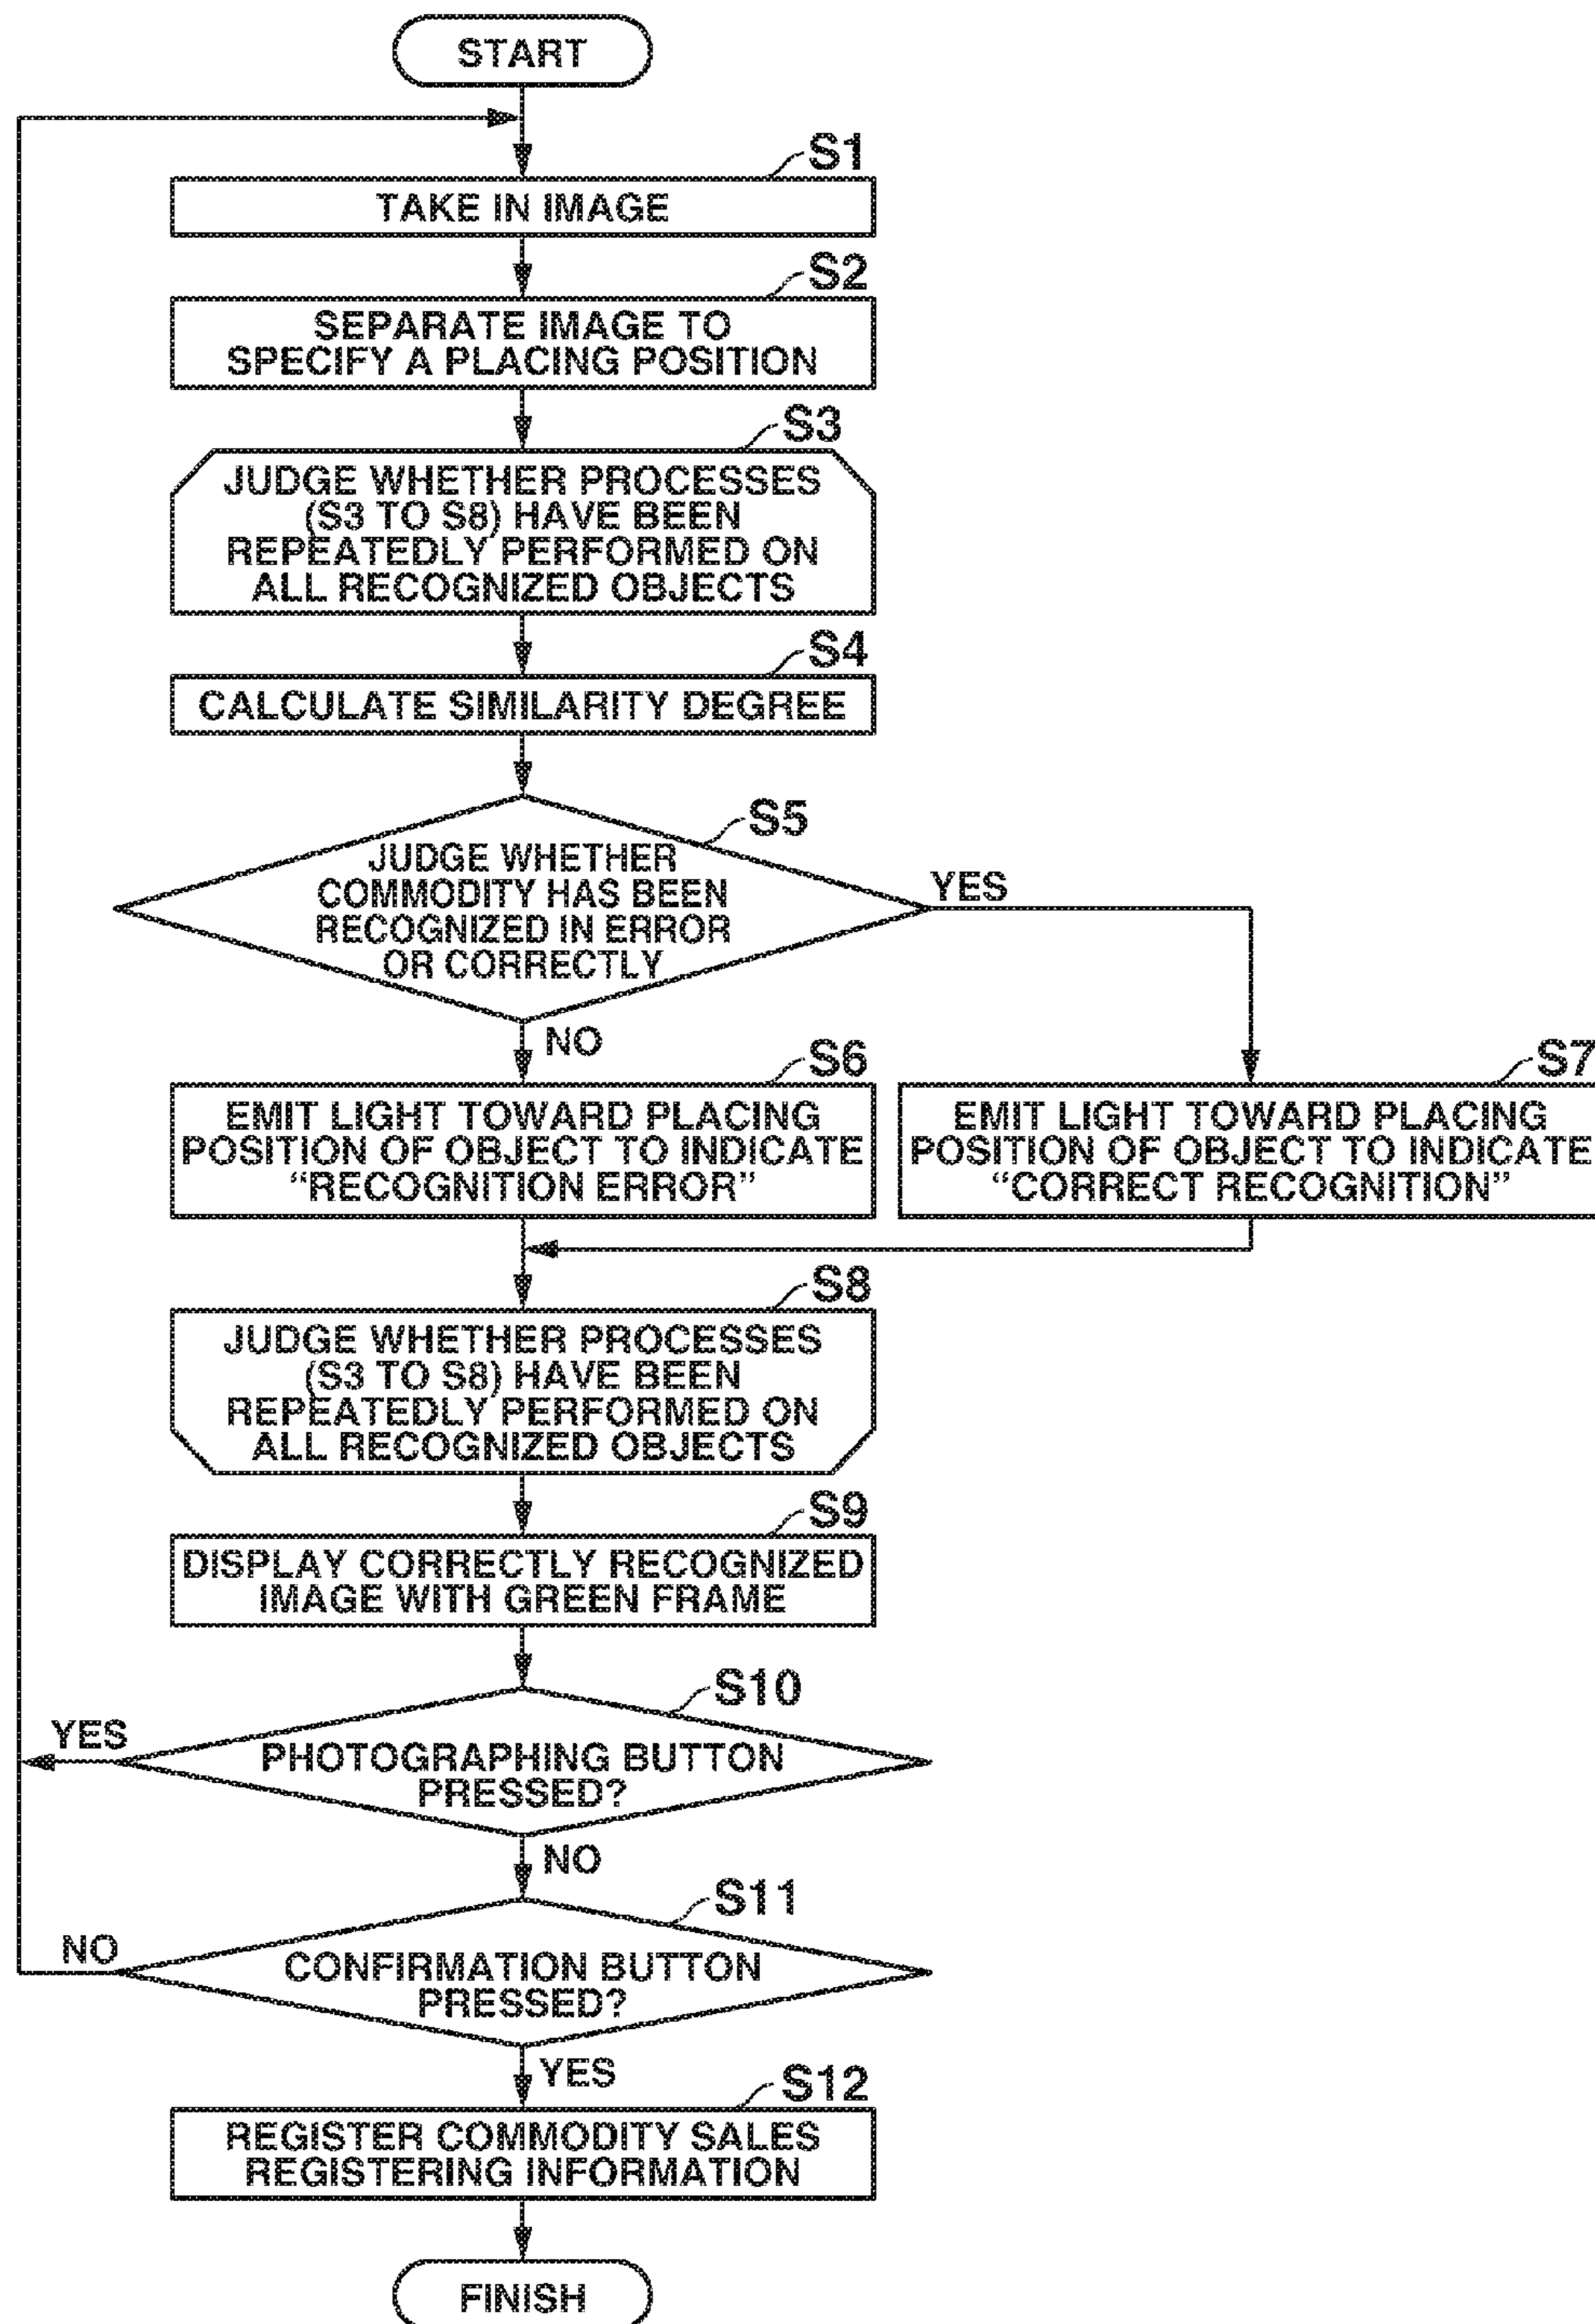 START
S1
TAKE IN IMAGE
S2
SEPARATE IMAGE TO
SPECIFY A PLACING POSITION
S3
JUDGE WHETHER PROCESSES
(S3 TO S8) HAVE BEEN
REPEATEDLY PERFORMED ON
ALL RECOGNIZED OBJECTS
S4
CALCULATE SIMILARITY DEGREE
S5
JUDGE WHETHER
COMMODITY HAS BEEN
RECOGNIZED IN ERROR
OR CORRECTLY
YES
NO
S6
EMIT LIGHT TOWARD PLACING
POSITION OF OBJECT TO INDICATE
“RECOGNITION ERROR”
S7
EMIT LIGHT TOWARD PLACING
POSITION OF OBJECT TO INDICATE
“CORRECT RECOGNITION”
S8
JUDGE WHETHER PROCESSES
(S3 TO S8) HAVE BEEN
REPEATEDLY PERFORMED ON
ALL RECOGNIZED OBJECTS
S9
DISPLAY CORRECTLY RECOGNIZED
IMAGE WITH GREEN FRAME
S10
YES
PHOTOGRAPHING BUTTON
PRESSED?
NO
S11
NO
CONFIRMATION BUTTON
PRESSED?
YES
S12
REGISTER COMMODITY SALES
REGISTERING INFORMATION
FINISH